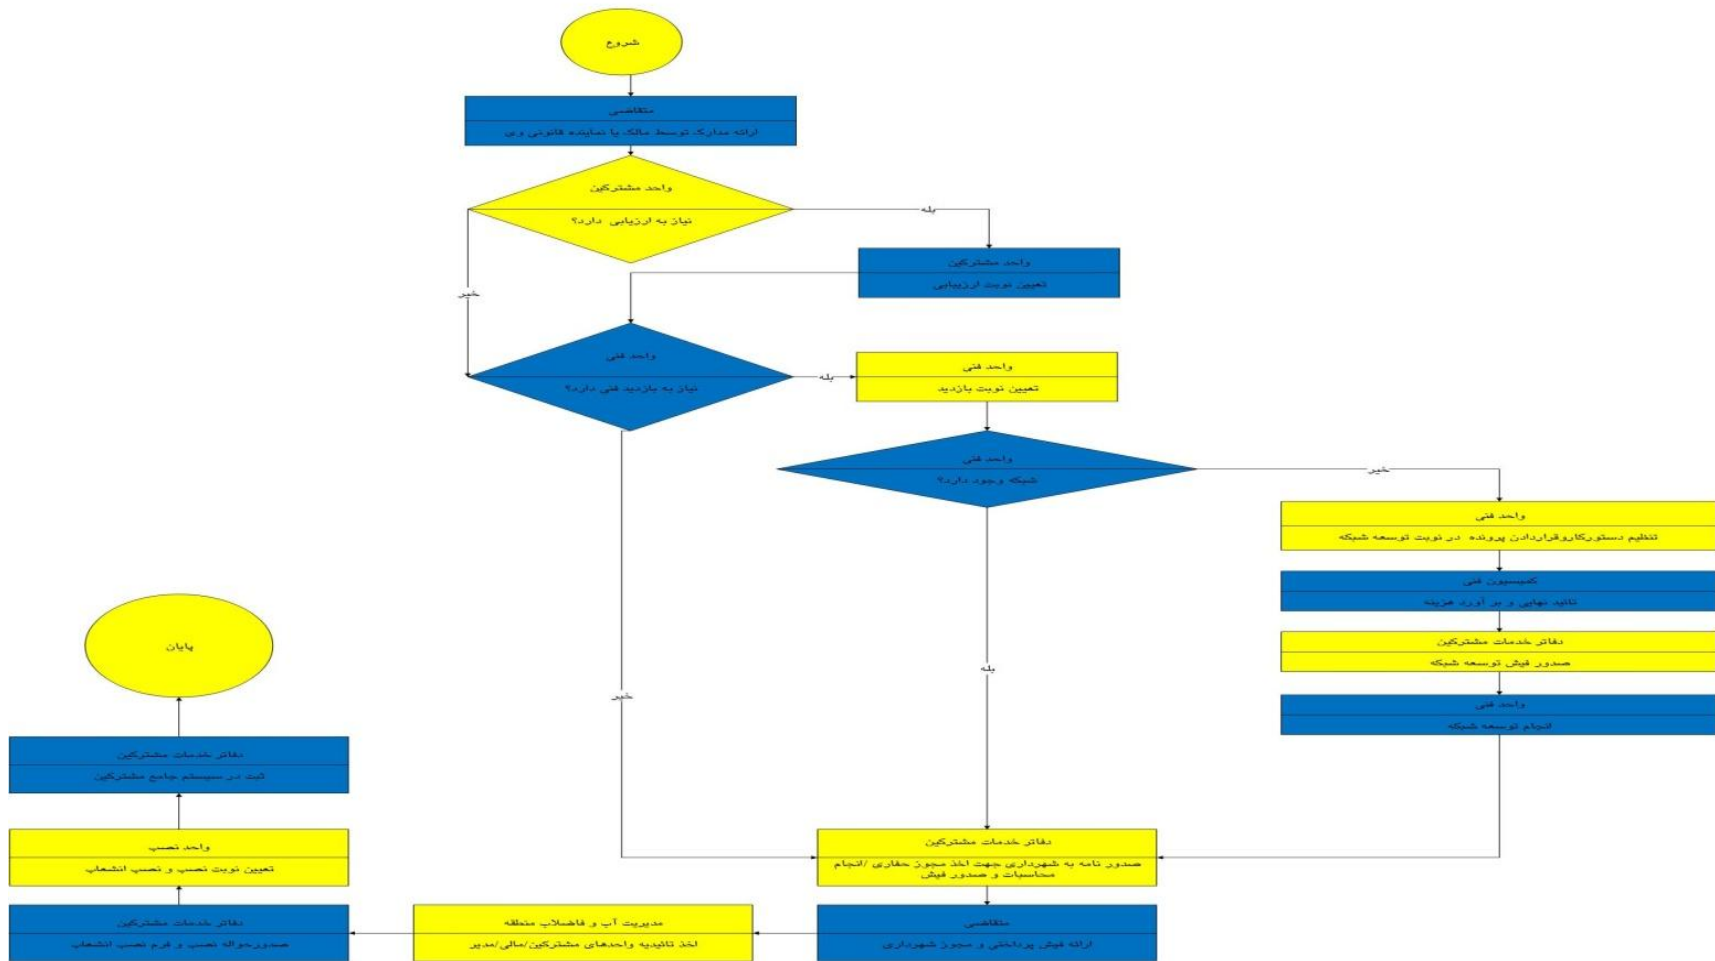 شروع
متقاضی
ارائه مدارک توسط مالک یا نماینده قانونی وی
واحد مشترکین
نیاز به ارزیابی دارد؟
بله
خیر
واحد مشترکین
تعیین نوبت ارزیبابی
واحد فنی
نیاز به بازدید فنی دارد؟
بله
خیر
واحد فنی
تعیین نوبت بازدید
واحد فنی
شبکه وجود دارد؟
خیر
بله
واحد فنی
تنظیم دستورکاروقراردادن پرونده در نوبت توسعه شبکه
کمیسیون فنی
تائید نهایی و بر آورد هزینه
دفاتر خدمات مشترکین
صدور فیش توسعه شبکه
واحد فنی
انجام توسعه شبکه
دفاتر خدمات مشترکین
صدور نامه به شهرداری جهت اخذ مجوز حفاری /انجام
محاسبات و صدور فیش
متقاضی
ارائه فیش پرداختی و مجوز شهرداری
مدیریت آب و فاضلاب منطقه
اخذ تائیدیه واحدهای مشترکین/مالی/مدیر
دفاتر خدمات مشترکین
صدورحواله نصب و فرم نصب انشعاب
واحد نصب
تعیین نوبت نصب و نصب انشعاب
دفاتر خدمات مشترکین
ثبت در سیستم جامع مشترکین
پایان